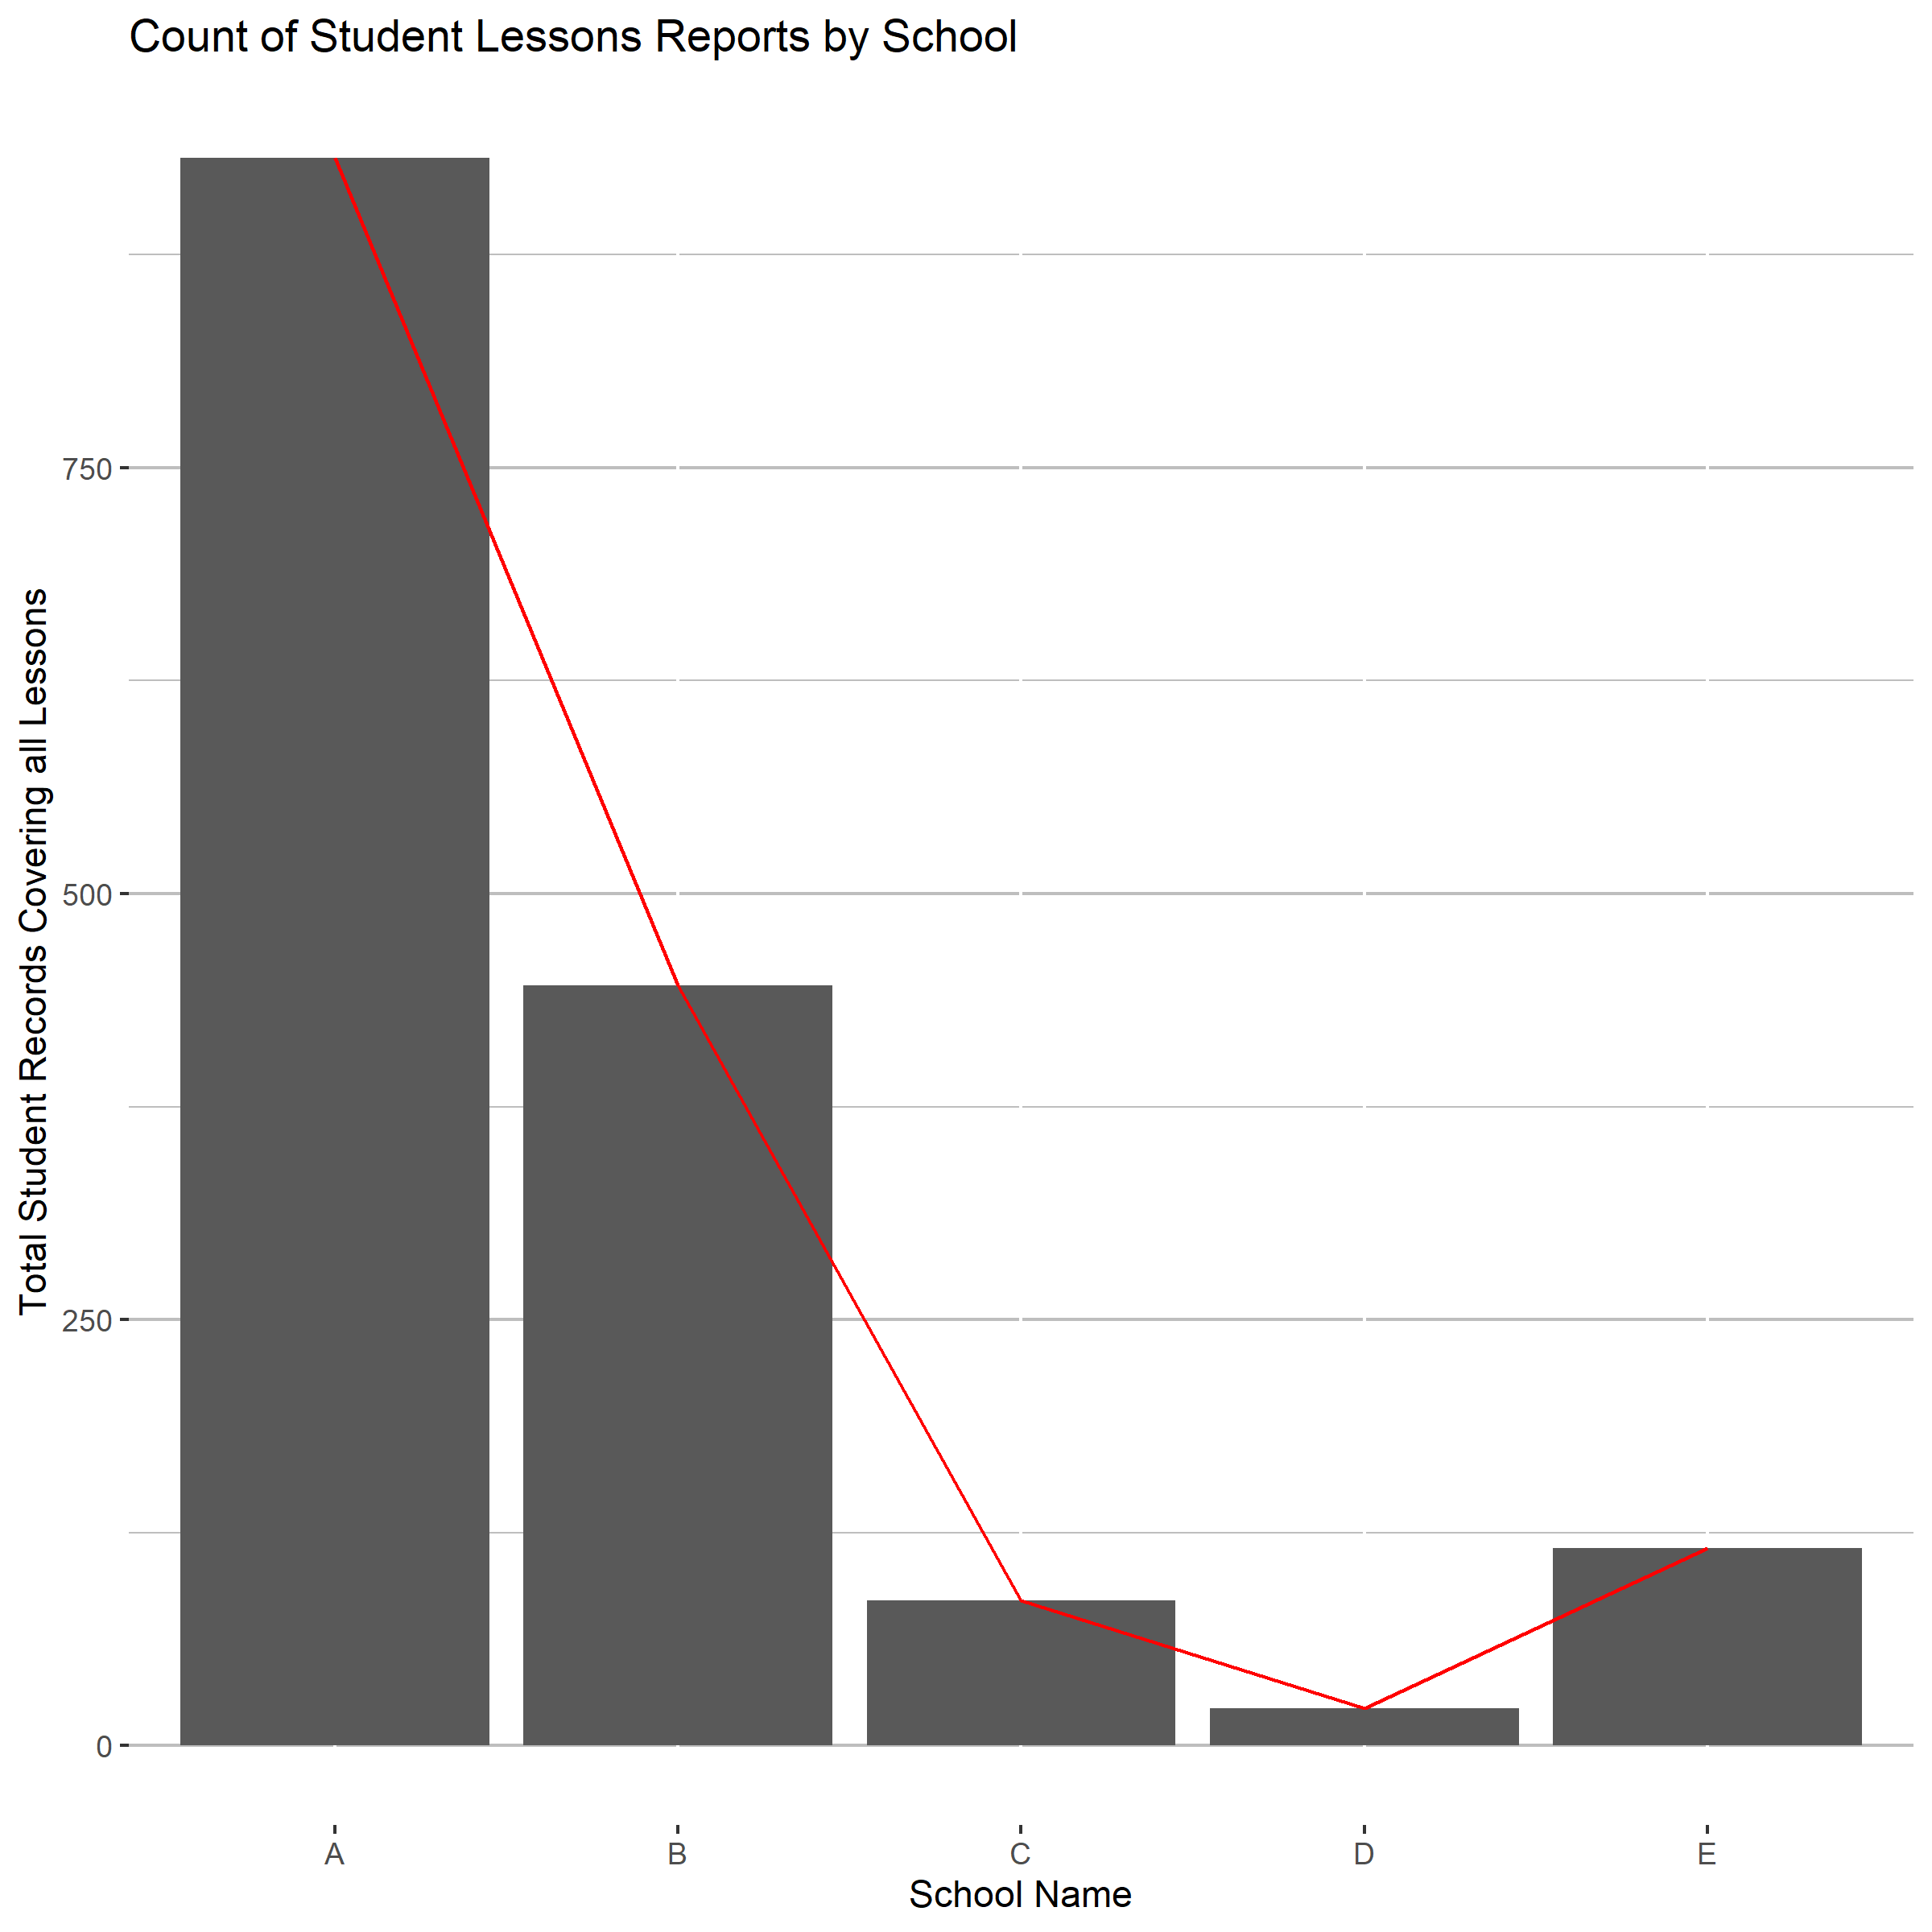 Count of Student Lessons Reports by School
Total Student Records Covering all Lessons
750
500
250
0
A
B
C
D
E
School Name